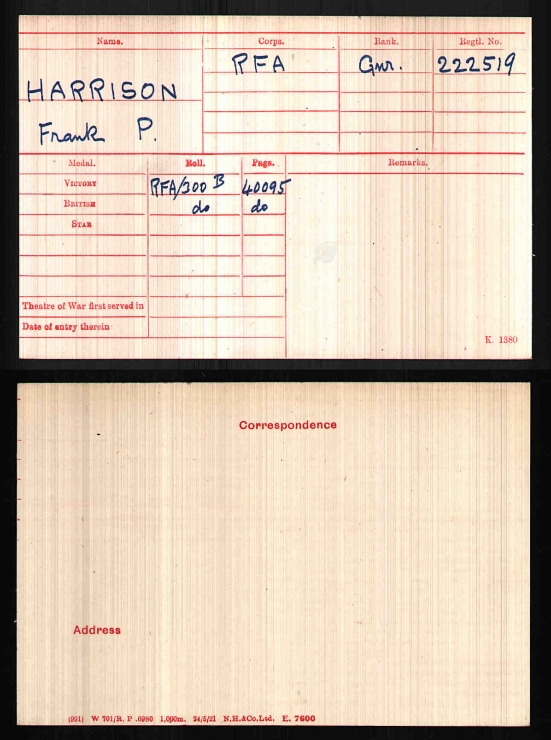 Name. Corps. Rank. Regtl. No.
RFA Gnr. 222519
HARRISON
Frank P.
Medal. Roll. Page. Remarks.
VICTORY RFA/300 B 40095
BRITISH do do
STAR
Theatre of War first served in
Date of entry therein
K. 1380
Correspondence
Address
(991) W 701/R. P .6980 1,000m. 24/5/21 N.H.&Co.Ltd. E. 7600